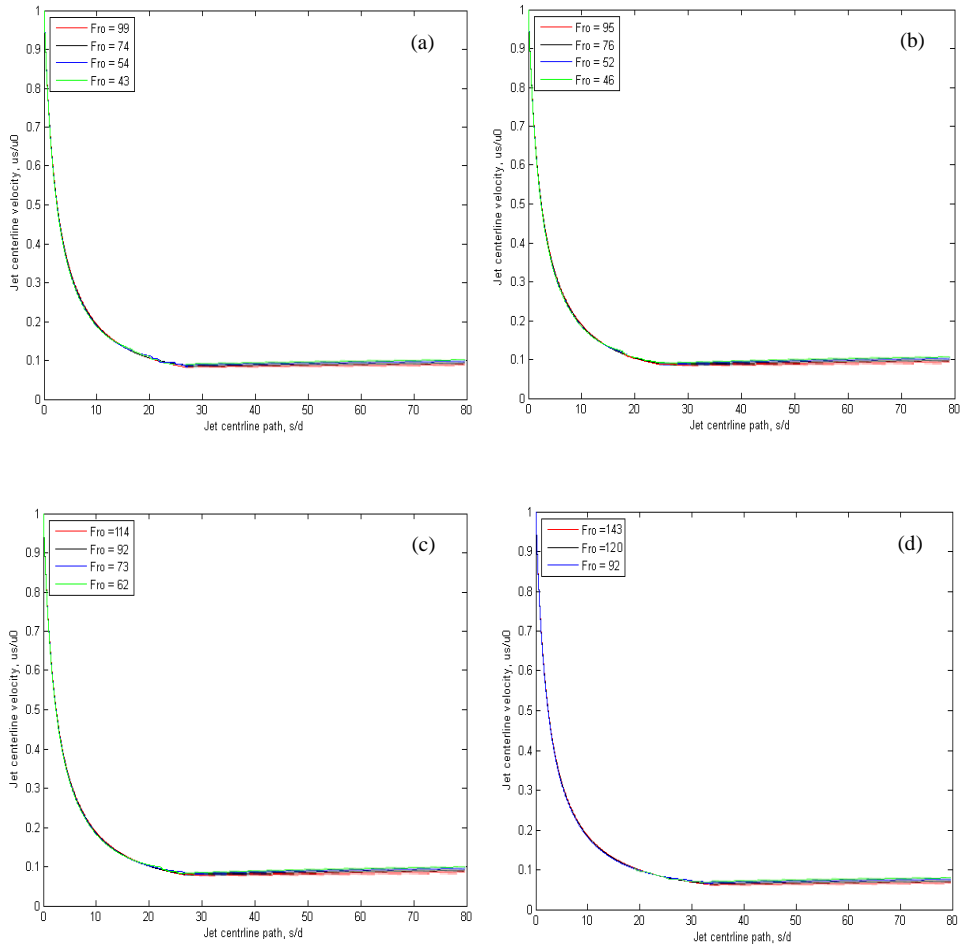 1
0.9
0.8
0.7
0.6
0.5
0.4
0.3
0.2
0.1
0
Jet centerline velocity, us/u0
Fro = 99
Fro = 74
Fro = 54
Fro = 43
(a)
0 10 20 30 40 50 60 70 80
Jet centrline path, s/d
1
0.9
0.8
0.7
0.6
0.5
0.4
0.3
0.2
0.1
0
Jet centerline velocity, us/u0
Fro = 95
Fro = 76
Fro = 52
Fro = 46
(b)
0 10 20 30 40 50 60 70 80
Jet centrline path, s/d
1
0.9
0.8
0.7
0.6
0.5
0.4
0.3
0.2
0.1
0
Jet centerline velocity, us/u0
Fro =114
Fro = 92
Fro = 73
Fro = 62
(c)
0 10 20 30 40 50 60 70 80
Jet centrline path, s/d
1
0.9
0.8
0.7
0.6
0.5
0.4
0.3
0.2
0.1
0
Jet centerline velocity, us/u0
Fro =143
Fro =120
Fro = 92
(d)
0 10 20 30 40 50 60 70 80
Jet centrline path, s/d